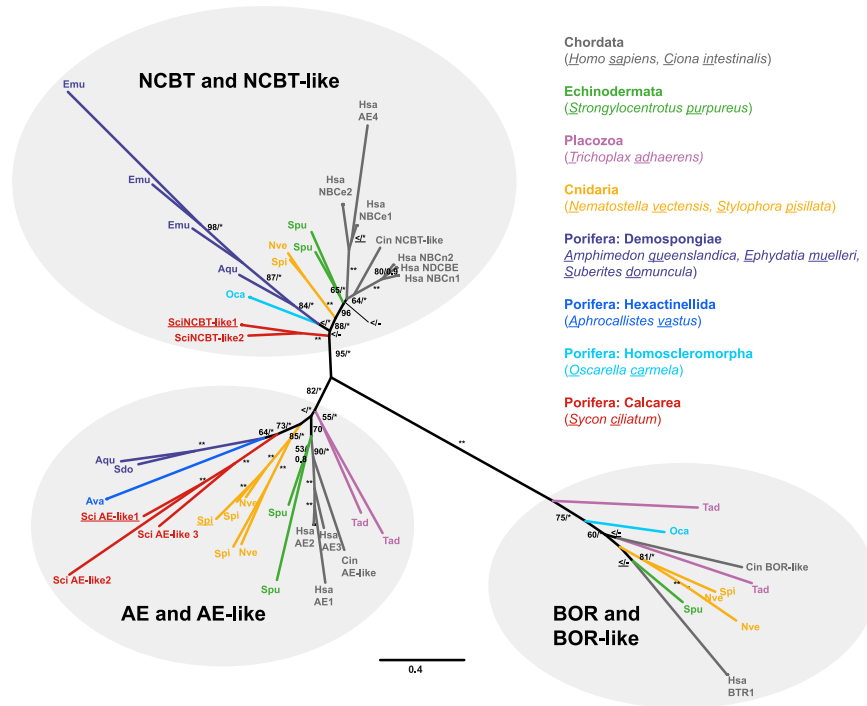 NCBT and NCBT-like
Emu
Emu
Emu
Aqu
Oca
SciNCBT-like1
SciNCBT-like2
Nve
Spi
Spu
Spu
Hsa
AE4
Hsa
NBCe2
Hsa
NBCe1
Cin NCBT-like
Hsa NBCn2
Hsa NDCBE
Hsa NBCn1
98/*
87/*
84/*
**
65/*
**
</*
80/0,9
**
64/*
96
</*
88/*
</-
</-
**
95/*
82/*
</*
55/*
70
73/*
64/*
85/*
53/
0,8
90/*
**
**
**
**
**
**
**
**
**
Aqu
Sdo
Ava
Sci AE-like1
Sci AE-like 3
Sci AE-like2
Spi
Spi
Nve
Spi
Nve
Spu
Spu
Hsa
AE2
Hsa
AE3
Hsa
AE1
Cin
AE-like
Tad
Tad
AE and AE-like
0.4
**
75/*
60/*
</-
</-
81/*
**
Tad
Oca
Cin BOR-like
Tad
Spi
Nve
Nve
Spu
Hsa
BTR1
BOR and
BOR-like
Chordata
(Homo sapiens, Ciona intestinalis)
Echinodermata
(Strongylocentrotus purpureus)
Placozoa
(Trichoplax adhaerens)
Cnidaria
(Nematostella vectensis, Stylophora pisillata)
Porifera: Demospongiae
Amphimedon queenslandica, Ephydatia muelleri,
Suberites domuncula)
Porifera: Hexactinellida
(Aphrocallistes vastus)
Porifera: Homoscleromorpha
(Oscarella carmela)
Porifera: Calcarea
(Sycon ciliatum)